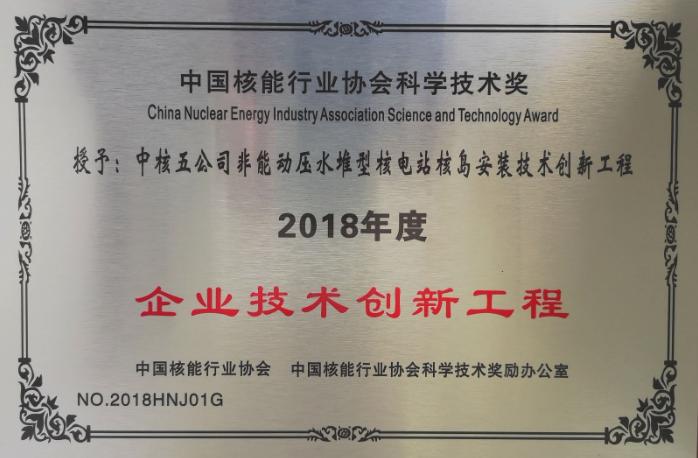 中国核能行业协会科学技术奖
China Nuclear Energy Industry Association Science and Technology Award
授予：中核五公司非能动压水堆型核电站核岛安装技术创新工程
2018年度
企业技术创新工程
中国核能行业协会 中国核能行业协会科学技术奖励办公室
NO.2018HNJ01G